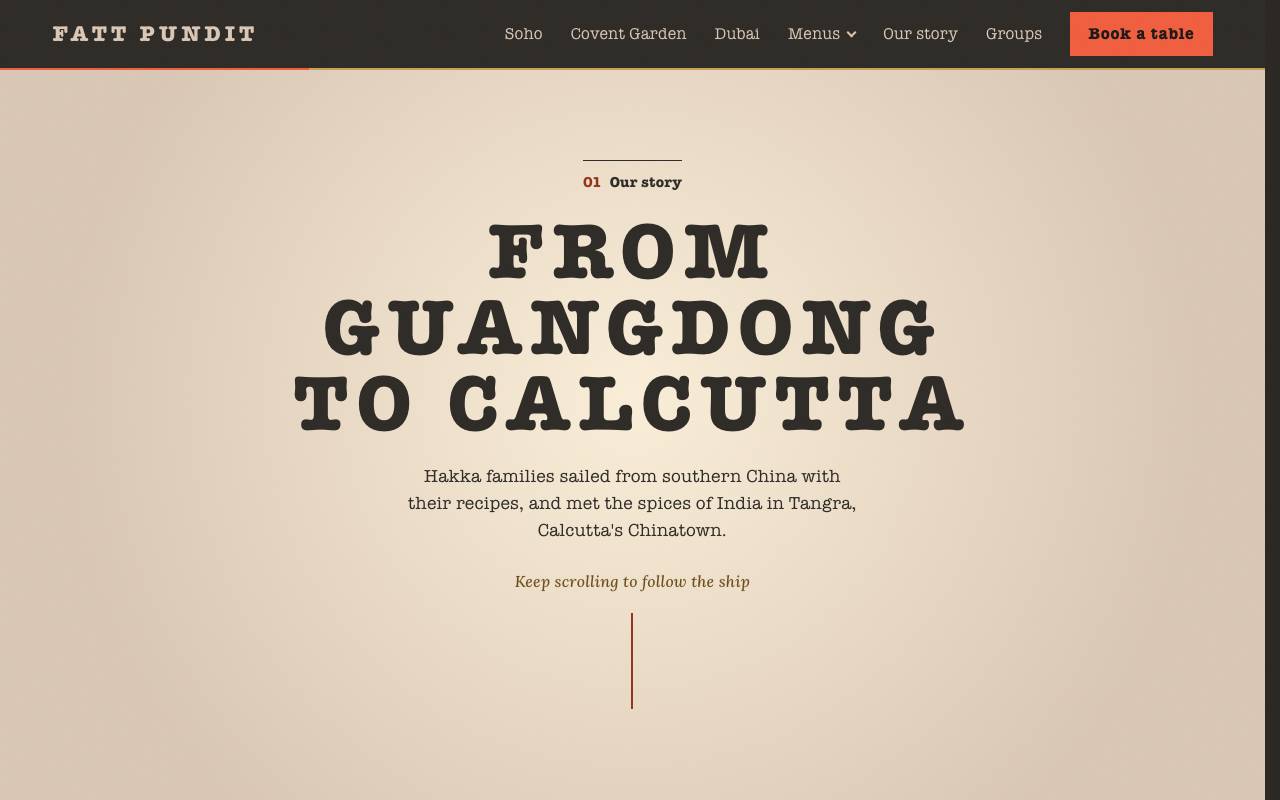 FATT PUNDIT
Soho Covent Garden Dubai Menus Our story Groups Book a table
01 Our story
FROM
GUANGDONG
TO CALCUTTA
Hakka families sailed from southern China with
their recipes, and met the spices of India in Tangra,
Calcutta's Chinatown.
Keep scrolling to follow the ship